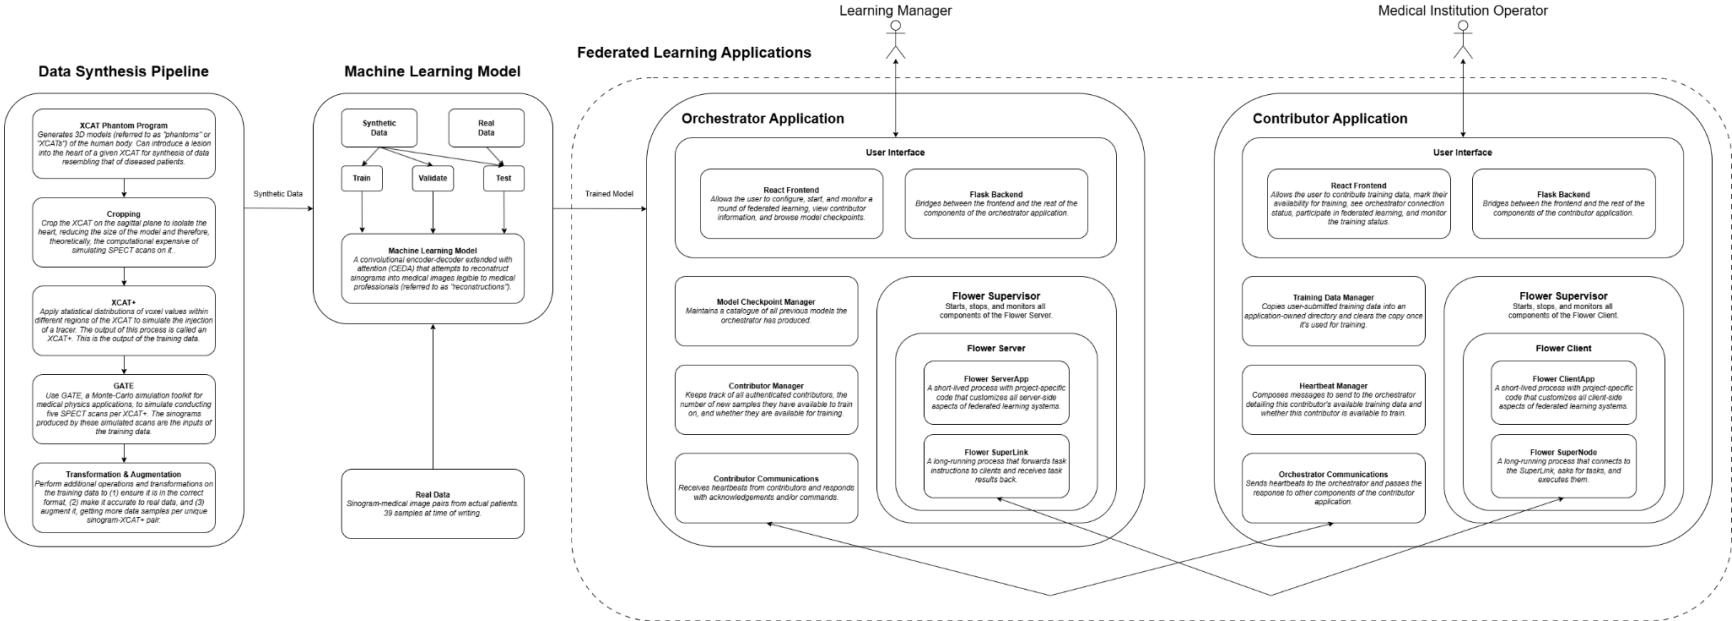 Learning Manager
Medical Institution Operator
Federated Learning Applications
Data Synthesis Pipeline
XCAT Phantom Program
Generates 3D models (referred to as "phantoms" or
"XCATs") of the human body. Can introduce a lesion
into the heart of a given XCAT for synthesis of data
resembling that of diseased patients.
Cropping
Crop the XCAT on the sagittal plane to isolate the
heart, reducing the size of the model and therefore,
theoretically, the computational expensive of
simulating SPECT scans on it..
XCAT+
Apply statistical distributions of voxel values within
different regions of the XCAT to simulate the injection
of a tracer. The output of this process is called an
XCAT+. This is the output of the training data.
GATE
Use GATE, a Monte-Carlo simulation toolkit for
medical physics applications, to simulate conducting
five SPECT scans per XCAT+. The sinograms
produced by these simulated scans are the inputs of
the training data.
Transformation & Augmentation
Perform additional operations and transformations on
the training data to (1) ensure it is in the correct
format, (2) make it accurate to real data, and (3)
augment it, getting more data samples per unique
sinogram-XCAT+ pair.
Synthetic Data
Machine Learning Model
Synthetic
Data
Real
Data
Train
Validate
Test
Machine Learning Model
A convolutional encoder-decoder extended with
attention (CEDA) that attempts to reconstruct
sinograms into medical images legible to medical
professionals (referred to as "reconstructions").
Real Data
Sinogram-medical image pairs from actual patients.
39 samples at time of writing.
Trained Model
Orchestrator Application
User Interface
React Frontend
Allows the user to configure, start, and monitor a
round of federated learning, view contributor
information, and browse model checkpoints.
Flask Backend
Bridges between the frontend and the rest of the
components of the orchestrator application.
Model Checkpoint Manager
Maintains a catalogue of all previous models the
orchestrator has produced.
Contributor Manager
Keeps track of all authenticated contributors, the
number of new samples they have available to train
on, and whether they are available for training.
Contributor Communications
Receives heartbeats from contributors and responds
with acknowledgements and/or commands.
Flower Supervisor
Starts, stops, and monitors all
components of the Flower Server.
Flower Server
Flower ServerApp
A short-lived process with project-specific
code that customizes all server-side
aspects of federated learning systems.
Flower SuperLink
A long-running process that forwards task
instructions to clients and receives task
results back.
Contributor Application
User Interface
React Frontend
Allows the user to contribute training data, mark their
availability for training, see orchestrator connection
status, participate in federated learning, and monitor
the training status.
Flask Backend
Bridges between the frontend and the rest of the
components of the contributor application.
Training Data Manager
Copies user-submitted training data into an
application-owned directory and clears the copy once
it's used for training.
Heartbeat Manager
Composes messages to send to the orchestrator
detailing this contributor's available training data and
whether this contributor is available to train.
Orchestrator Communications
Sends heartbeats to the orchestrator and passes the
response to other components of the contributor
application.
Flower Supervisor
Starts, stops, and monitors all
components of the Flower Client.
Flower Client
Flower ClientApp
A short-lived process with project-specific
code that customizes all client-side
aspects of federated learning systems.
Flower SuperNode
A long-running process that connects to
the SuperLink, asks for tasks, and
executes them.